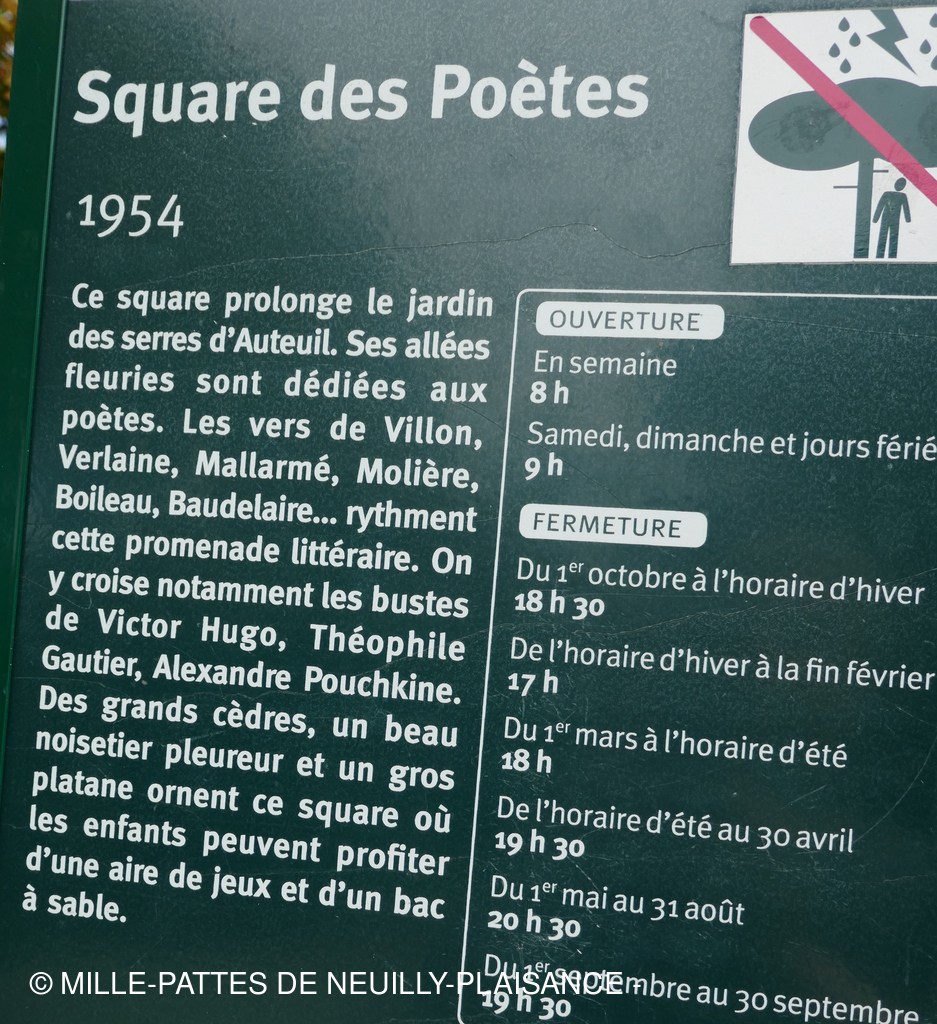 Square des Poètes
1954
Ce square prolonge le jardin
des serres d'Auteuil. Ses allées
fleuries sont dédiées aux
poètes. Les vers de Villon,
Verlaine, Mallarmé, Molière,
Boileau, Baudelaire... rythment
cette promenade littéraire. On
y croise notamment les bustes
de Victor Hugo, Théophile
Gautier, Alexandre Pouchkine.
Des grands cèdres, un beau
noisetier pleureur et un gros
platane ornent ce square où
les enfants peuvent profiter
d'une aire de jeux et d'un bac
à sable.
OUVERTURE
En semaine
8 h
Samedi, dimanche et jours férié
9 h
FERMETURE
Du 1er octobre à l'horaire d'hiver
18 h 30
De l'horaire d'hiver à la fin février
17 h
Du 1er mars à l'horaire d'été
18 h
De l'horaire d'été au 30 avril
19 h 30
Du 1er mai au 31 août
20 h 30
Du 1er septembre au 30 septembre
19 h 30
© MILLE-PATTES DE NEUILLY-PLAISANCE